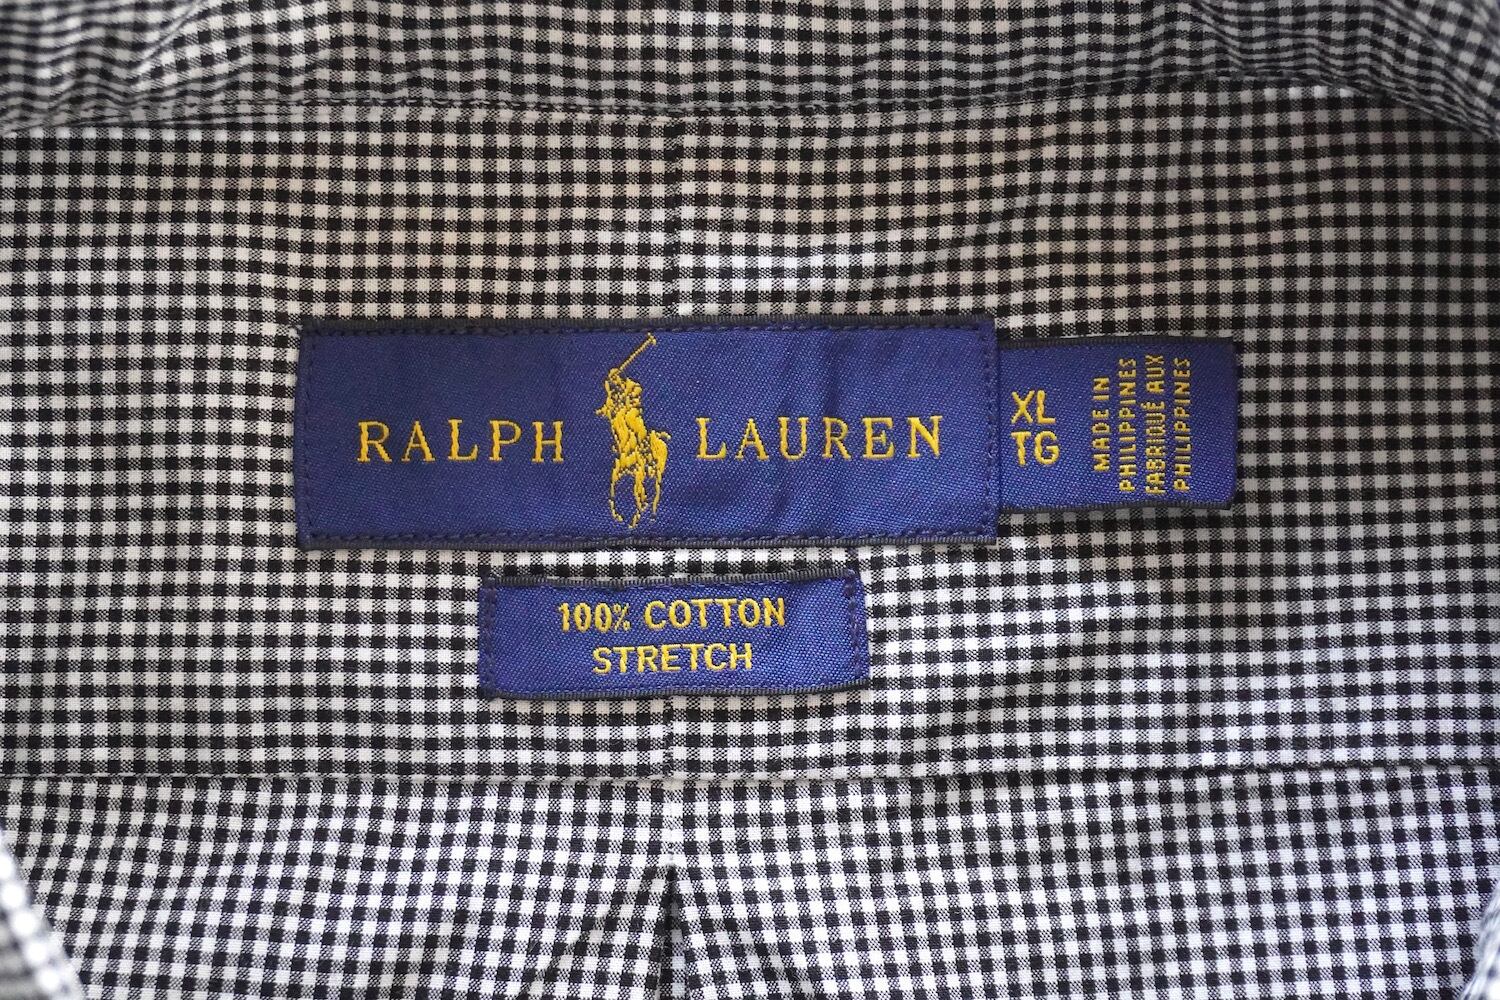 RALPH LAUREN
XL
TG
MADE IN
PHILIPPINES
FABRIQUÉ AUX
PHILIPPINES
100% COTTON
STRETCH